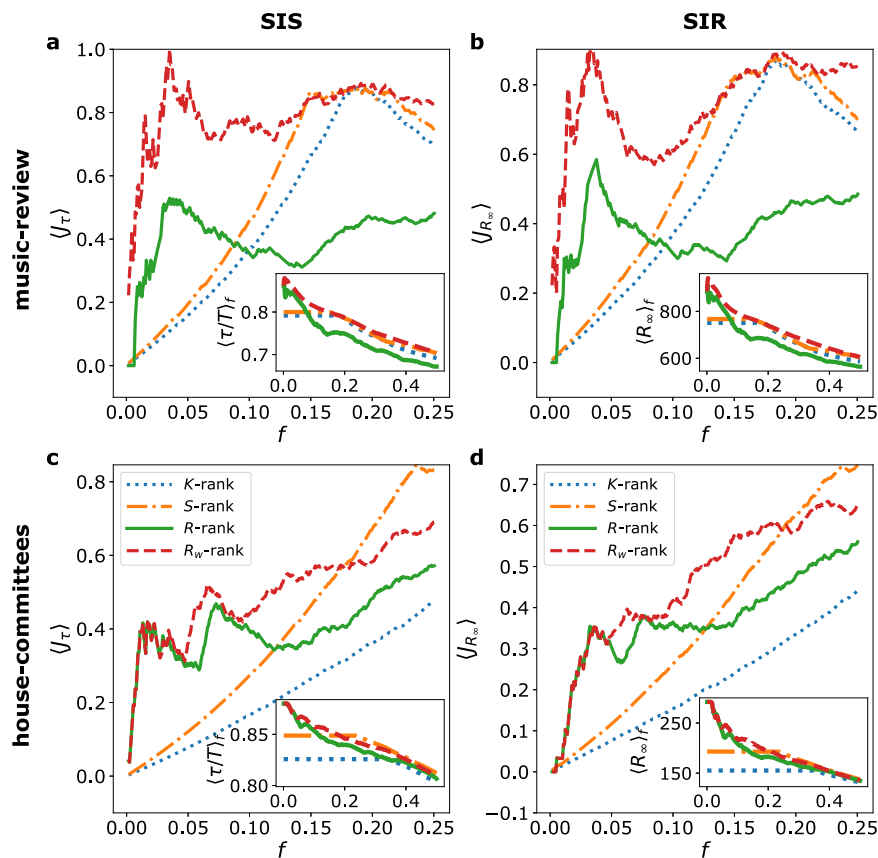 SIS
SIR
music-review
house-committees
a
1.0
0.8
0.6
0.4
0.2
0.0
⟨J_τ⟩
0.00
0.05
0.10
0.15
0.20
0.25
f
0.8
0.7
⟨τ/T⟩_f
0.0
0.2
0.4
b
0.8
0.6
0.4
0.2
0.0
⟨J_{R_∞}⟩
0.00
0.05
0.10
0.15
0.20
0.25
f
800
600
⟨R_∞⟩_f
0.0
0.2
0.4
c
0.8
0.6
0.4
0.2
0.0
⟨J_τ⟩
K-rank
S-rank
R-rank
R_w-rank
0.00
0.05
0.10
0.15
0.20
0.25
f
0.85
0.80
⟨τ/T⟩_f
0.0
0.2
0.4
d
0.7
0.6
0.5
0.4
0.3
0.2
0.1
0.0
−0.1
⟨J_{R_∞}⟩
K-rank
S-rank
R-rank
R_w-rank
0.00
0.05
0.10
0.15
0.20
0.25
f
250
150
⟨R_∞⟩_f
0.0
0.2
0.4